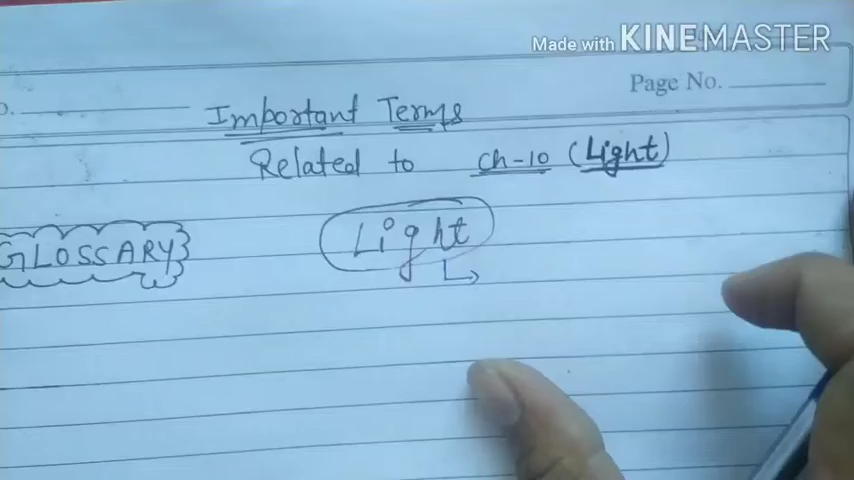 Made with KINEMASTER
Page No.
Important Terms
Related to Ch-10 (Light)
GLOSSARY
Light